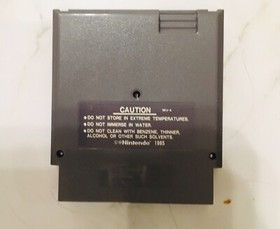 CAUTION REV-A
•DO NOT STORE IN EXTREME TEMPERATURES.
•DO NOT IMMERSE IN WATER.
•DO NOT CLEAN WITH BENZENE, THINNER,
ALCOHOL OR OTHER SUCH SOLVENTS.
©Nintendo 1985